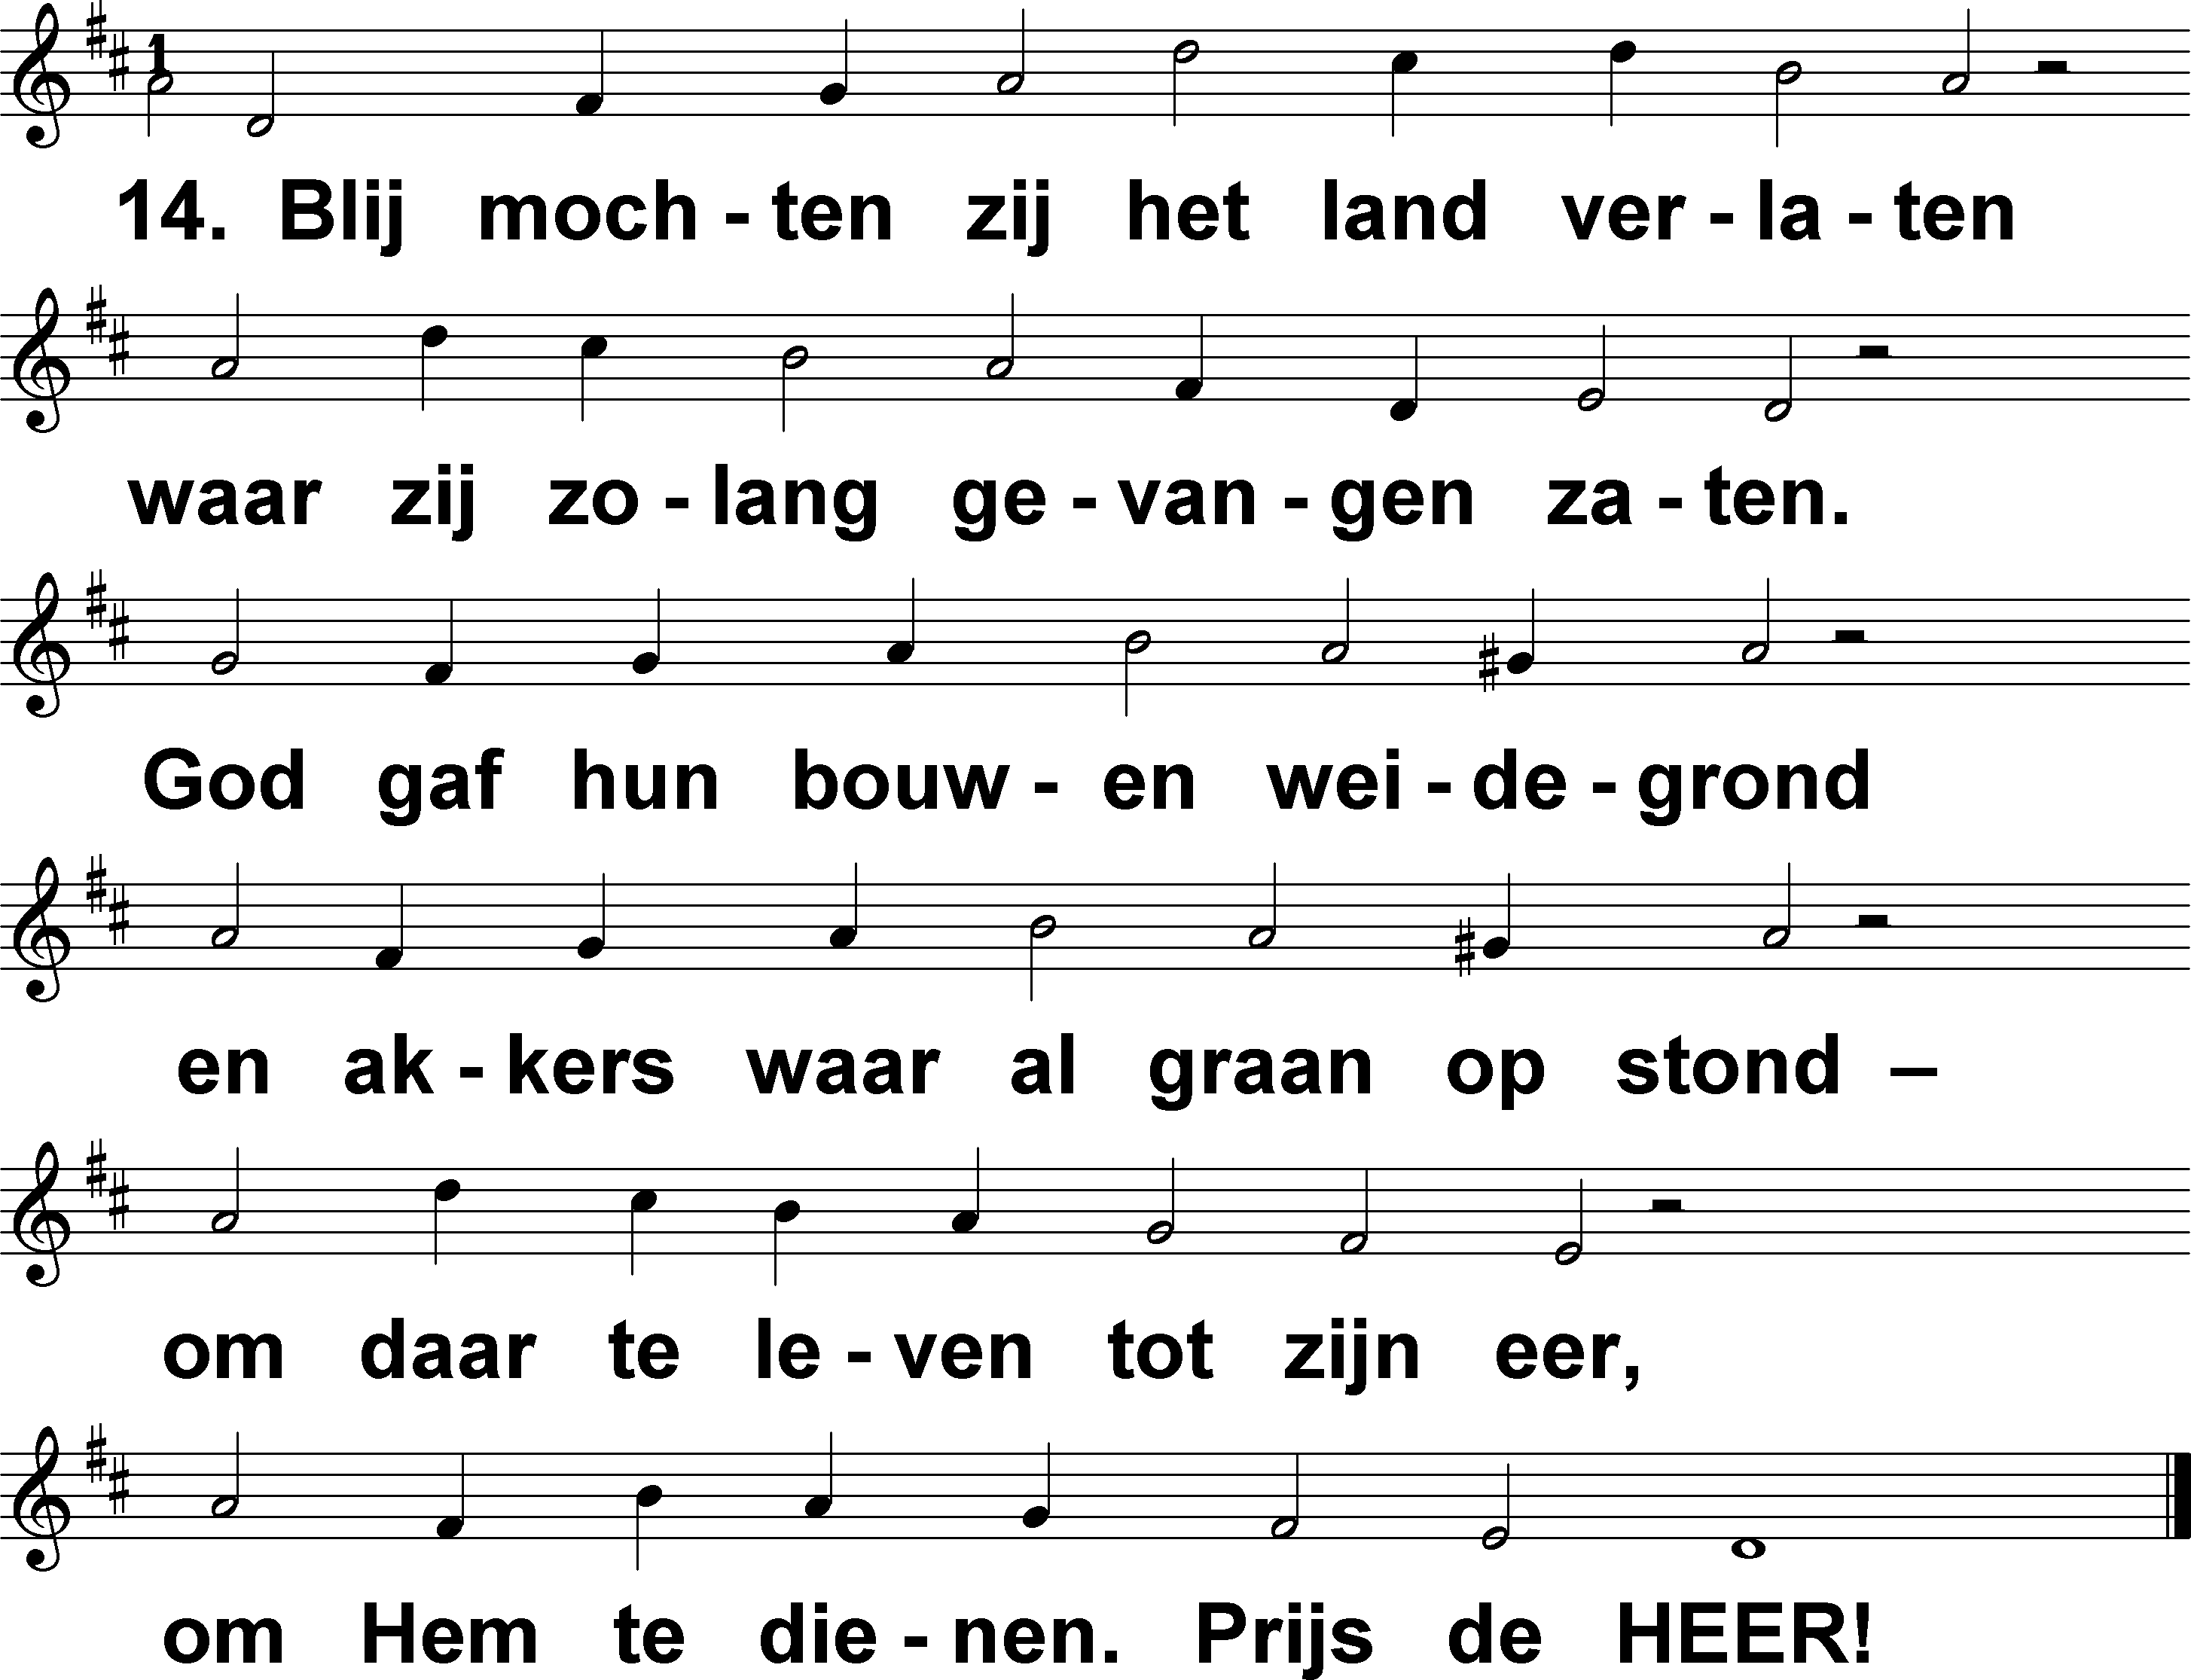 1
14. Blij moch - ten zij het land ver - la - ten
waar zij zo - lang ge - van - gen za - ten.
God gaf hun bouw - en wei - de - grond
en ak - kers waar al graan op stond –
om daar te le - ven tot zijn eer,
om Hem te die - nen. Prijs de HEER!